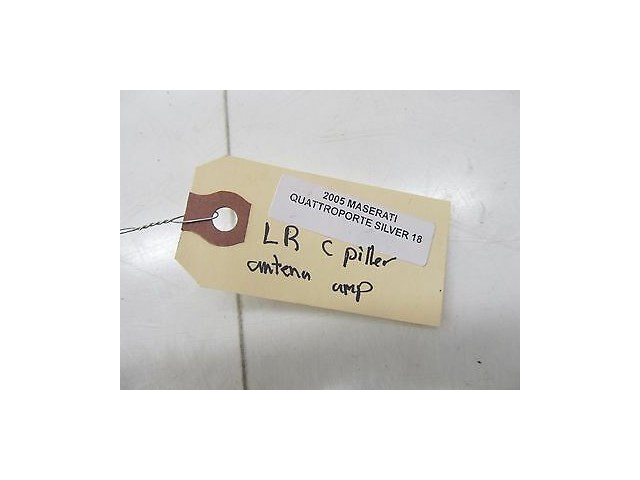 2005 MASERATI
QUATTROPORTE SILVER 18
LR C piller
antena amp